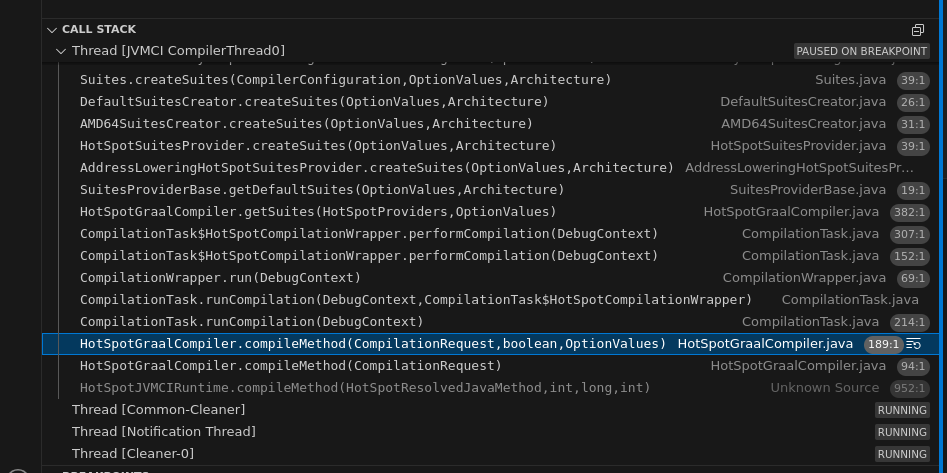 CALL STACK
Thread [JVMCI CompilerThread0] PAUSED ON BREAKPOINT
Suites.createSuites(CompilerConfiguration,OptionValues,Architecture) Suites.java 39:1
DefaultSuitesCreator.createSuites(OptionValues,Architecture) DefaultSuitesCreator.java 26:1
AMD64SuitesCreator.createSuites(OptionValues,Architecture) AMD64SuitesCreator.java 31:1
HotSpotSuitesProvider.createSuites(OptionValues,Architecture) HotSpotSuitesProvider.java 39:1
AddressLoweringHotSpotSuitesProvider.createSuites(OptionValues,Architecture) AddressLoweringHotSpotSuitesPr...
SuitesProviderBase.getDefaultSuites(OptionValues,Architecture) SuitesProviderBase.java 19:1
HotSpotGraalCompiler.getSuites(HotSpotProviders,OptionValues) HotSpotGraalCompiler.java 382:1
CompilationTask$HotSpotCompilationWrapper.performCompilation(DebugContext) CompilationTask.java 307:1
CompilationTask$HotSpotCompilationWrapper.performCompilation(DebugContext) CompilationTask.java 152:1
CompilationWrapper.run(DebugContext) CompilationWrapper.java 69:1
CompilationTask.runCompilation(DebugContext,CompilationTask$HotSpotCompilationWrapper) CompilationTask.java
CompilationTask.runCompilation(DebugContext) CompilationTask.java 214:1
HotSpotGraalCompiler.compileMethod(CompilationRequest,boolean,OptionValues) HotSpotGraalCompiler.java 189:1
HotSpotGraalCompiler.compileMethod(CompilationRequest) HotSpotGraalCompiler.java 94:1
HotSpotJVMCIRuntime.compileMethod(HotSpotResolvedJavaMethod,int,long,int) Unknown Source 952:1
Thread [Common-Cleaner] RUNNING
Thread [Notification Thread] RUNNING
Thread [Cleaner-0] RUNNING